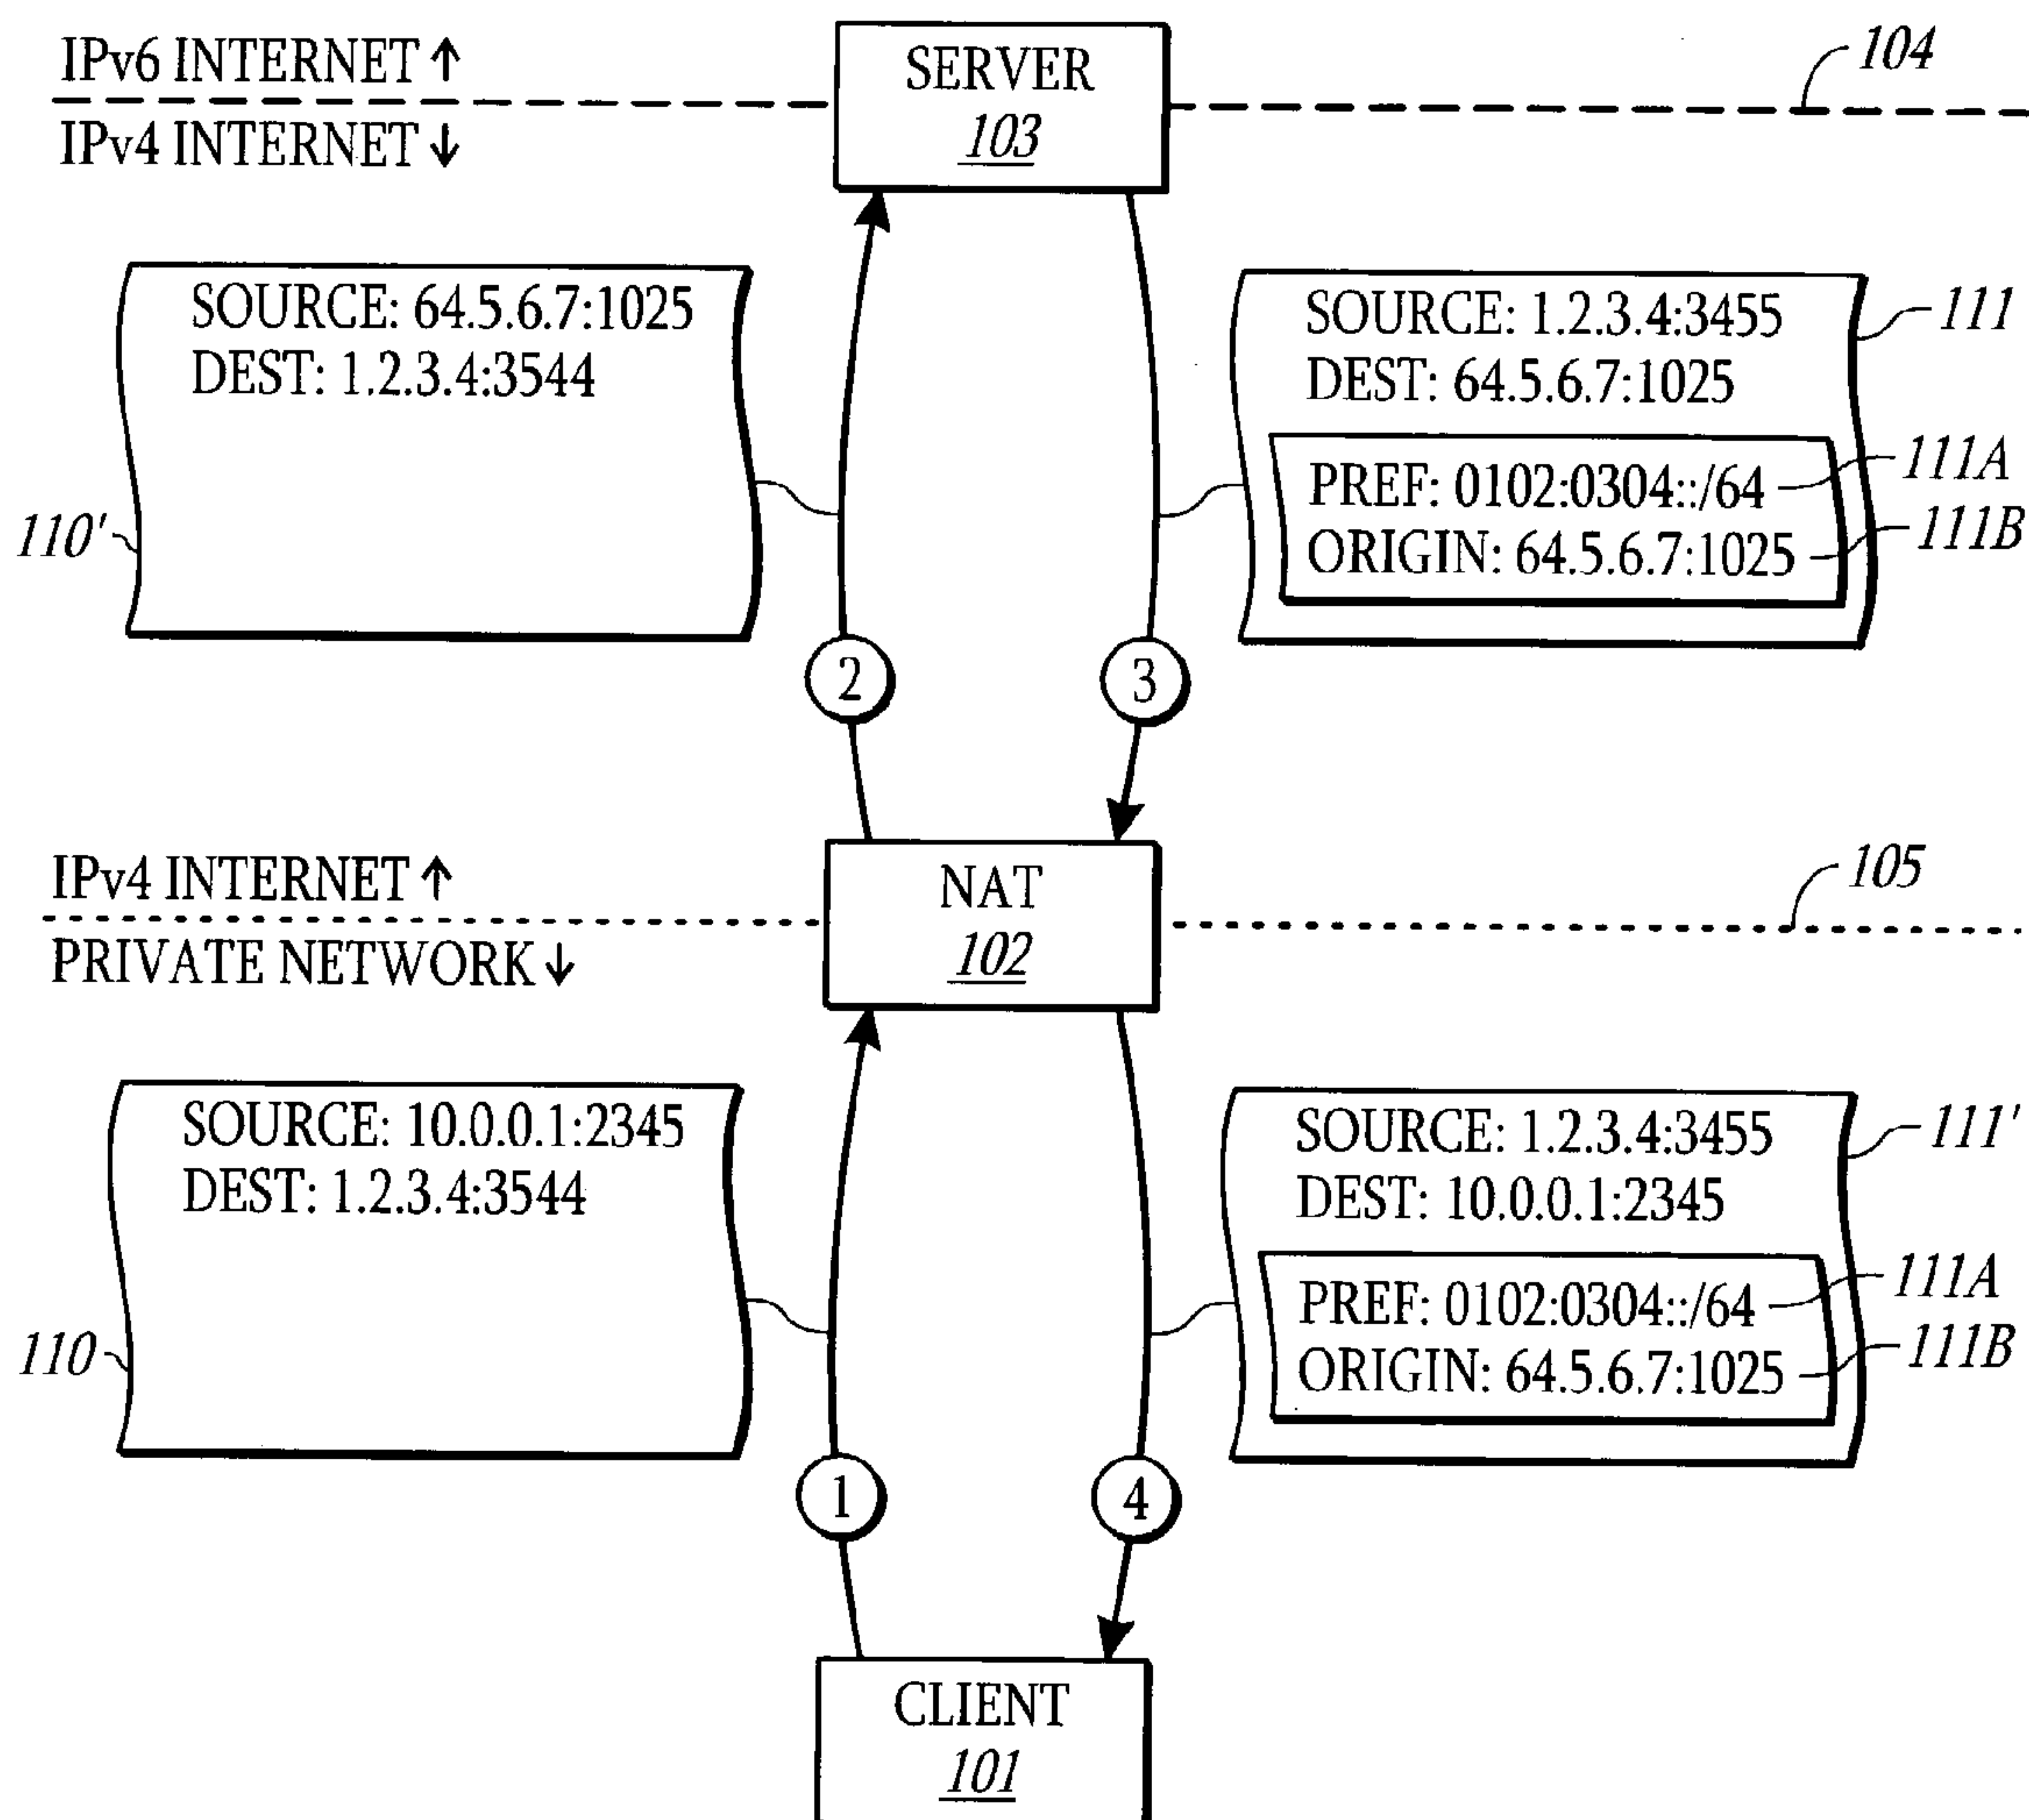 IPv6 INTERNET ↑
IPv4 INTERNET ↓
SERVER
103
104
SOURCE: 64.5.6.7:1025
DEST: 1.2.3.4:3544
110'
SOURCE: 1.2.3.4:3455
DEST: 64.5.6.7:1025
PREF: 0102:0304::/64
ORIGIN: 64.5.6.7:1025
111
111A
111B
2
3
IPv4 INTERNET ↑
PRIVATE NETWORK ↓
NAT
102
105
SOURCE: 10.0.0.1:2345
DEST: 1.2.3.4:3544
110
SOURCE: 1.2.3.4:3455
DEST: 10.0.0.1:2345
PREF: 0102:0304::/64
ORIGIN: 64.5.6.7:1025
111'
111A
111B
1
4
CLIENT
101